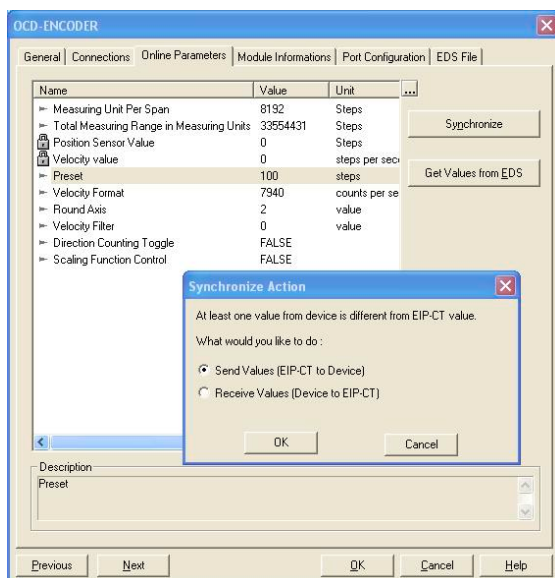 OCD-ENCODER
General Connections Online Parameters Module Informations Port Configuration EDS File
Name Value Unit ...
Measuring Unit Per Span 8192 Steps
Total Measuring Range in Measuring Units 33554431 Steps
Position Sensor Value 0 Steps
Velocity value 0 steps per seco
Preset 100 steps
Velocity Format 7940 counts per se
Round Axis 2 value
Velocity Filter 0 value
Direction Counting Toggle FALSE
Scaling Function Control FALSE
Synchronize
Get Values from EDS
Synchronize Action
At least one value from device is different from EIP-CT value.
What would you like to do :
Send Values (EIP-CT to Device)
Receive Values (Device to EIP-CT)
OK Cancel
Description
Preset
Previous Next OK Cancel Help